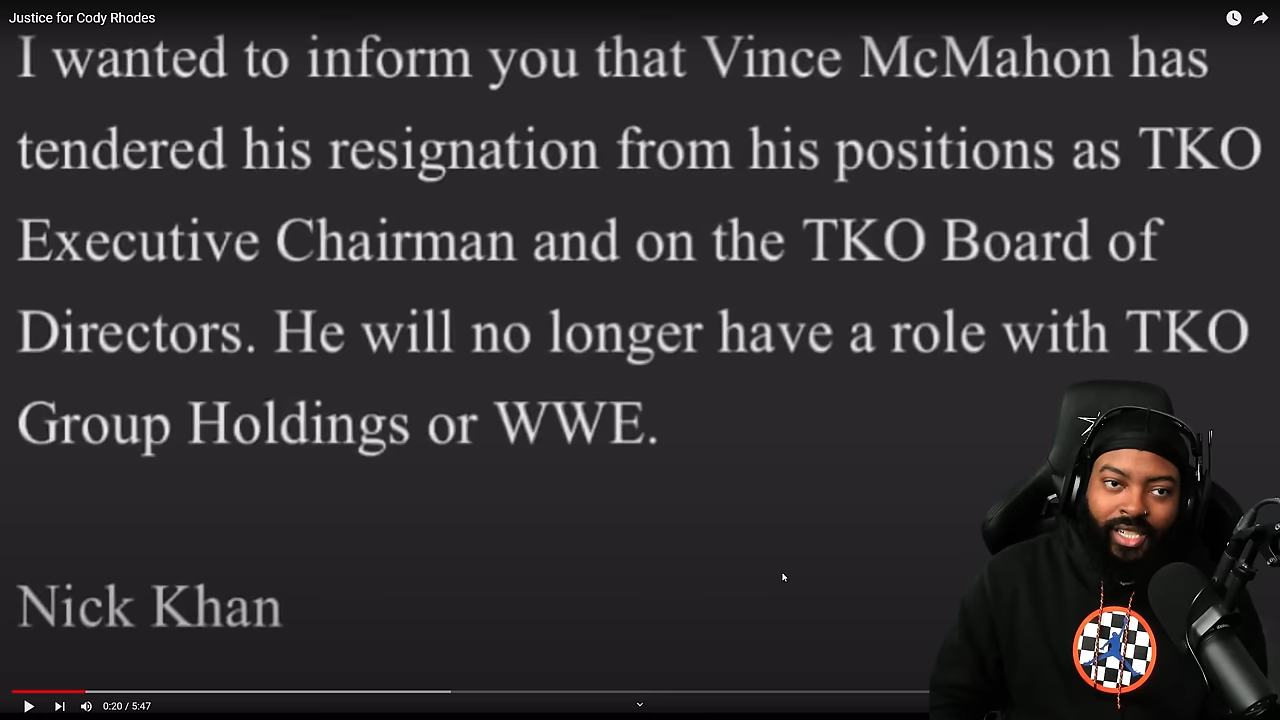 Justice for Cody Rhodes
I wanted to inform you that Vince McMahon has
tendered his resignation from his positions as TKO
Executive Chairman and on the TKO Board of
Directors. He will no longer have a role with TKO
Group Holdings or WWE.
Nick Khan
0:20 / 5:47